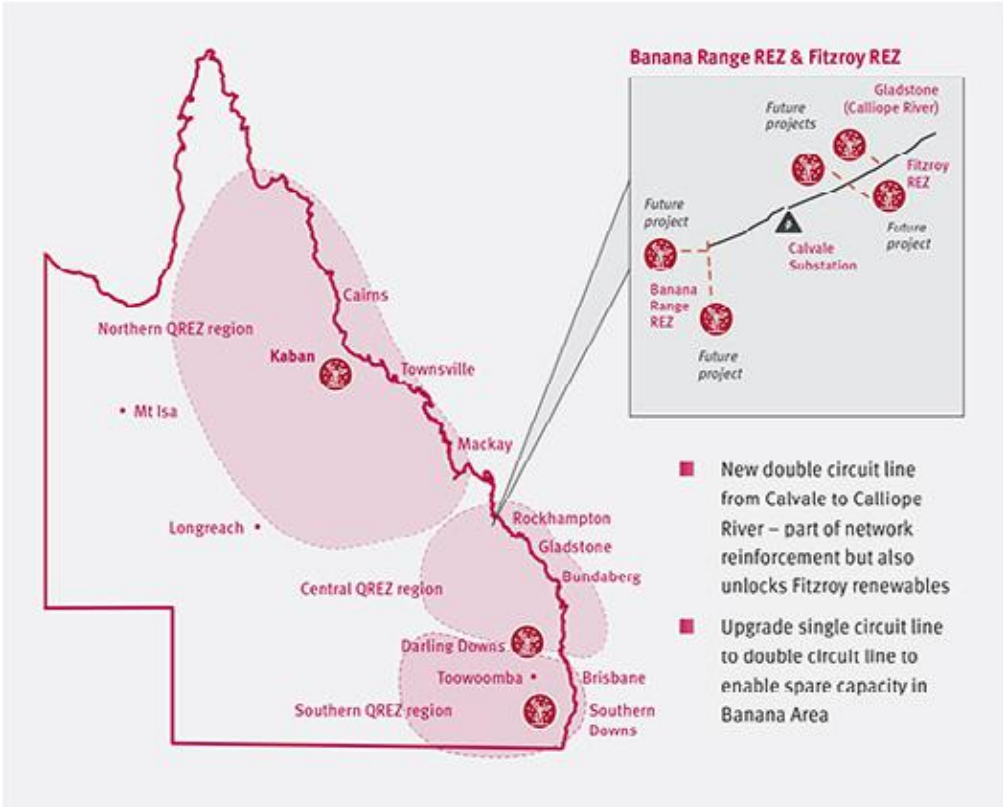 Banana Range REZ & Fitzroy REZ
Gladstone
(Calliope River)
Future
projects
Fitzroy
REZ
Future
project
Future
project
Calvale
Substation
Banana
Range
REZ
Future
project
Cairns
Northern QREZ region
Kaban
Townsville
Mt Isa
Mackay
Longreach
Rockhampton
Gladstone
Bundaberg
Central QREZ region
Darling Downs
Toowoomba
Brisbane
Southern QREZ region
Southern
Downs
New double circuit line
from Calvale to Calliope
River – part of network
reinforcement but also
unlocks Fitzroy renewables
Upgrade single circuit line
to double circuit line to
enable spare capacity in
Banana Area